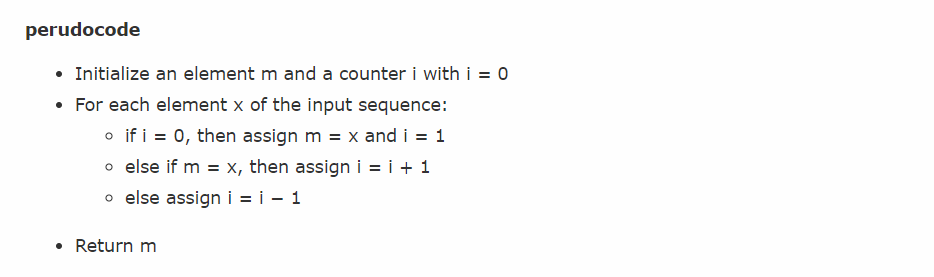 perudocode
• Initialize an element m and a counter i with i = 0
• For each element x of the input sequence:
○ if i = 0, then assign m = x and i = 1
○ else if m = x, then assign i = i + 1
○ else assign i = i − 1
• Return m